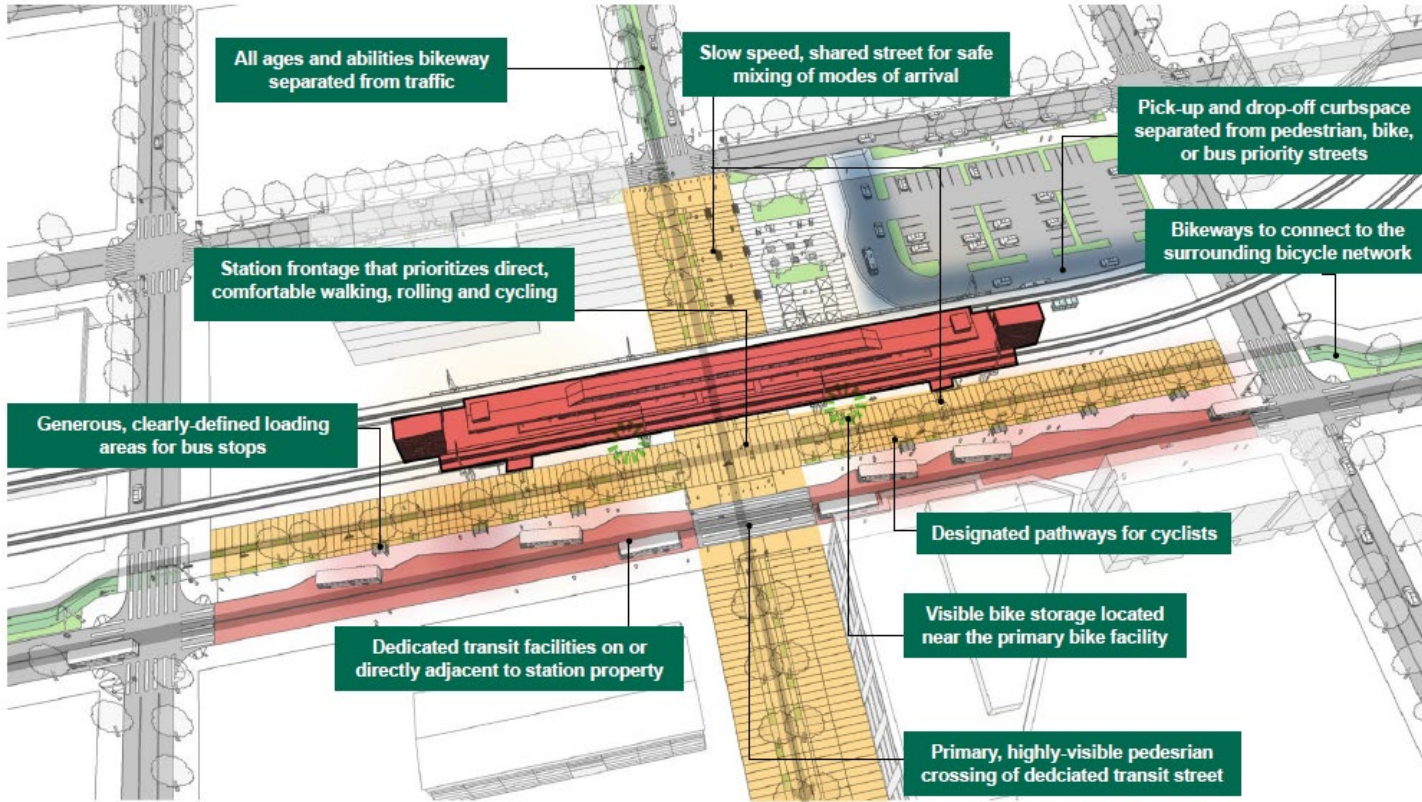 All ages and abilities bikeway
separated from traffic
Slow speed, shared street for safe
mixing of modes of arrival
Pick-up and drop-off curbspace
separated from pedestrian, bike,
or bus priority streets
Bikeways to connect to the
surrounding bicycle network
Station frontage that prioritizes direct,
comfortable walking, rolling and cycling
Generous, clearly-defined loading
areas for bus stops
Designated pathways for cyclists
Visible bike storage located
near the primary bike facility
Dedicated transit facilities on or
directly adjacent to station property
Primary, highly-visible pedesrian
crossing of dedciated transit street